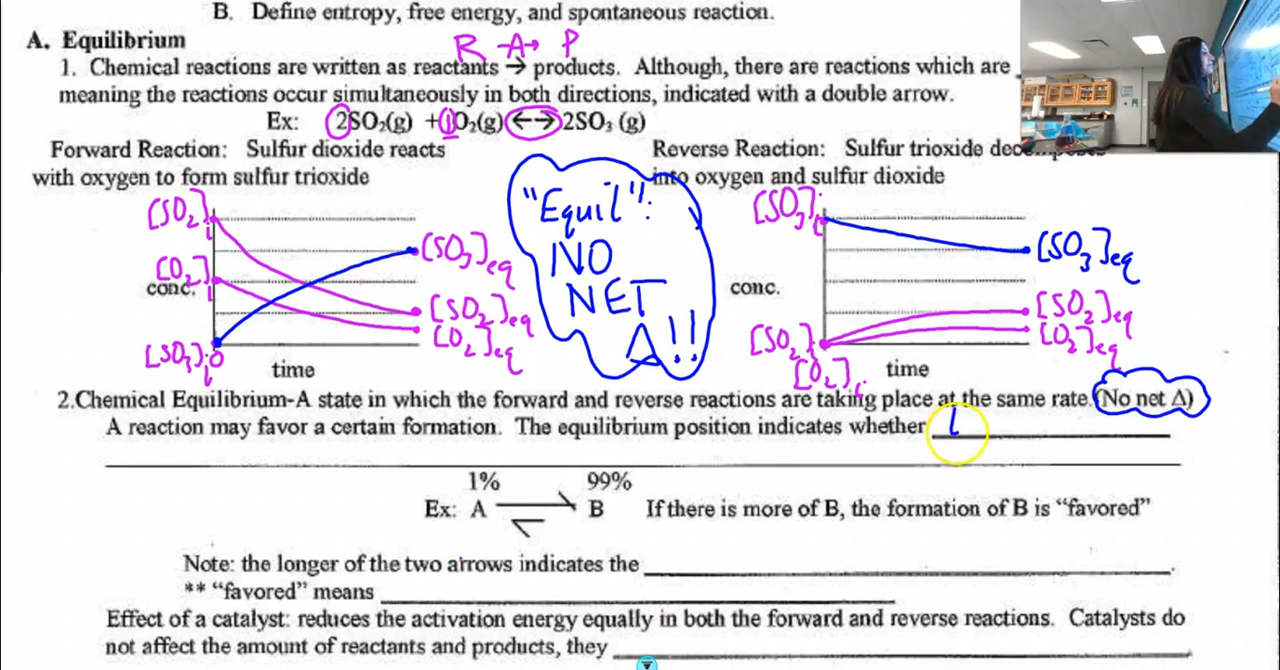 B. Define entropy, free energy, and spontaneous reaction.
A. Equilibrium
R -A→ P
1. Chemical reactions are written as reactants → products. Although, there are reactions which are
meaning the reactions occur simultaneously in both directions, indicated with a double arrow.
Ex: 2SO₂(g) + 1O₂(g) ←→ 2SO₃ (g)
Forward Reaction: Sulfur dioxide reacts
with oxygen to form sulfur trioxide
Reverse Reaction: Sulfur trioxide
into oxygen and sulfur dioxide
[SO₂]i
[O₂]i
conc.
[SO₃]i 0
time
[SO₃]eq
[SO₂]eq
[O₂]eq
"Equil":
NO
NET
Δ!!
[SO₃]i
conc.
[SO₂]i
[O₂]i
time
[SO₃]eq
[SO₂]eq
[O₂]eq
2.Chemical Equilibrium-A state in which the forward and reverse reactions are taking place at the same rate. (No net Δ)
A reaction may favor a certain formation. The equilibrium position indicates whether
1% 99%
Ex: A ⇌ B If there is more of B, the formation of B is "favored"
Note: the longer of the two arrows indicates the
** "favored" means
Effect of a catalyst: reduces the activation energy equally in both the forward and reverse reactions. Catalysts do
not affect the amount of reactants and products, they